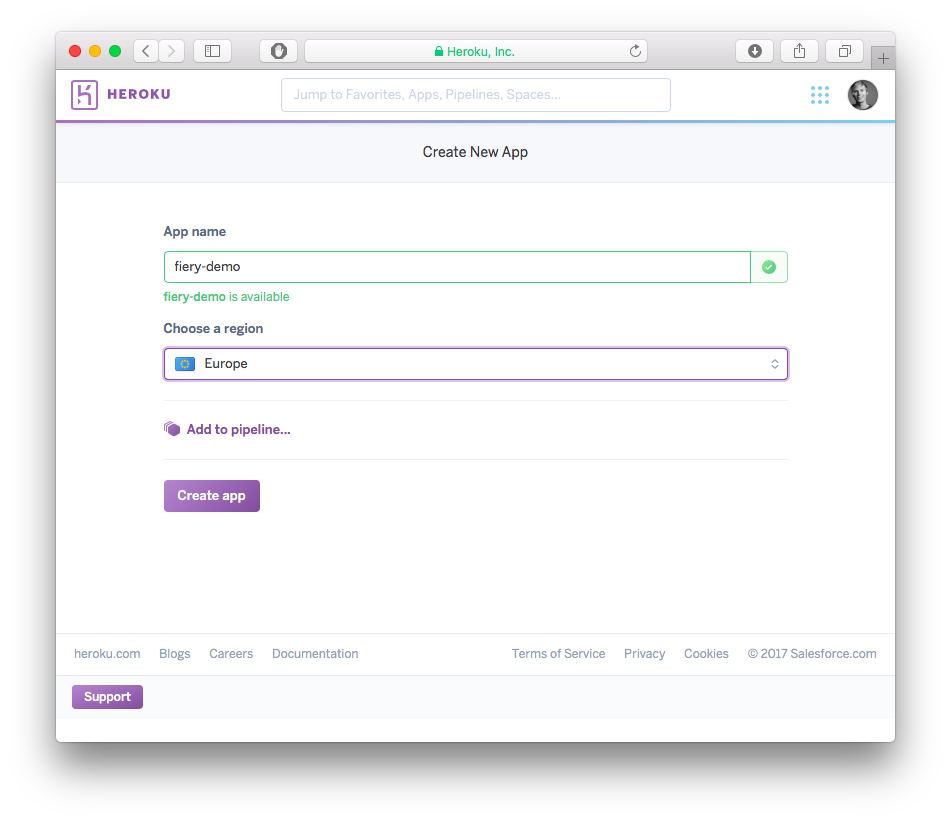 Heroku, Inc.
HEROKU
Jump to Favorites, Apps, Pipelines, Spaces...
Create New App
App name
fiery-demo
fiery-demo is available
Choose a region
Europe
Add to pipeline...
Create app
heroku.com Blogs Careers Documentation Terms of Service Privacy Cookies © 2017 Salesforce.com
Support